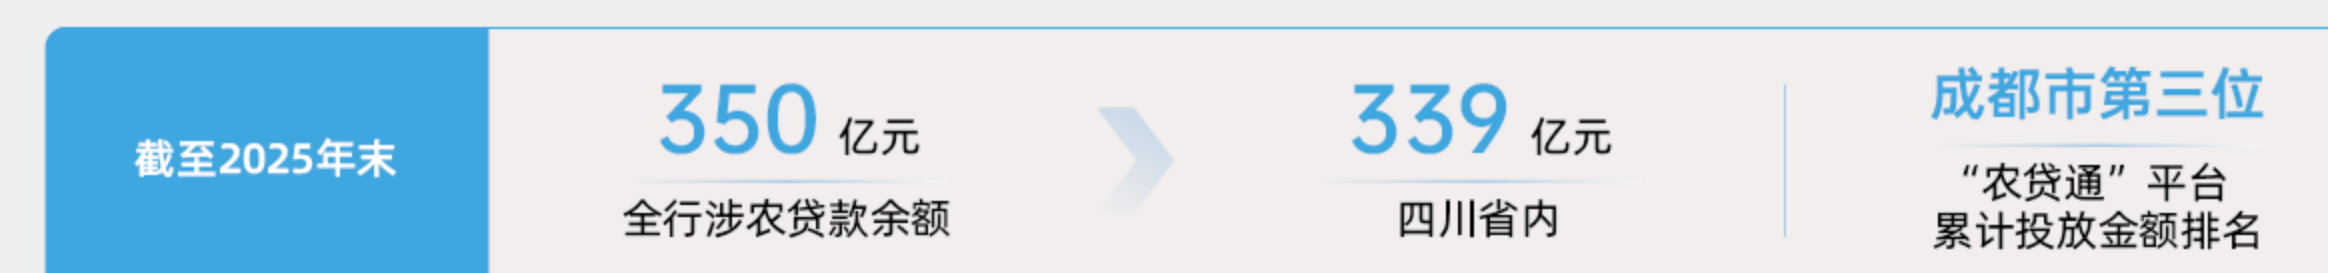 截至2025年末
350 亿元
全行涉农贷款余额
339 亿元
四川省内
成都市第三位
“农贷通”平台
累计投放金额排名